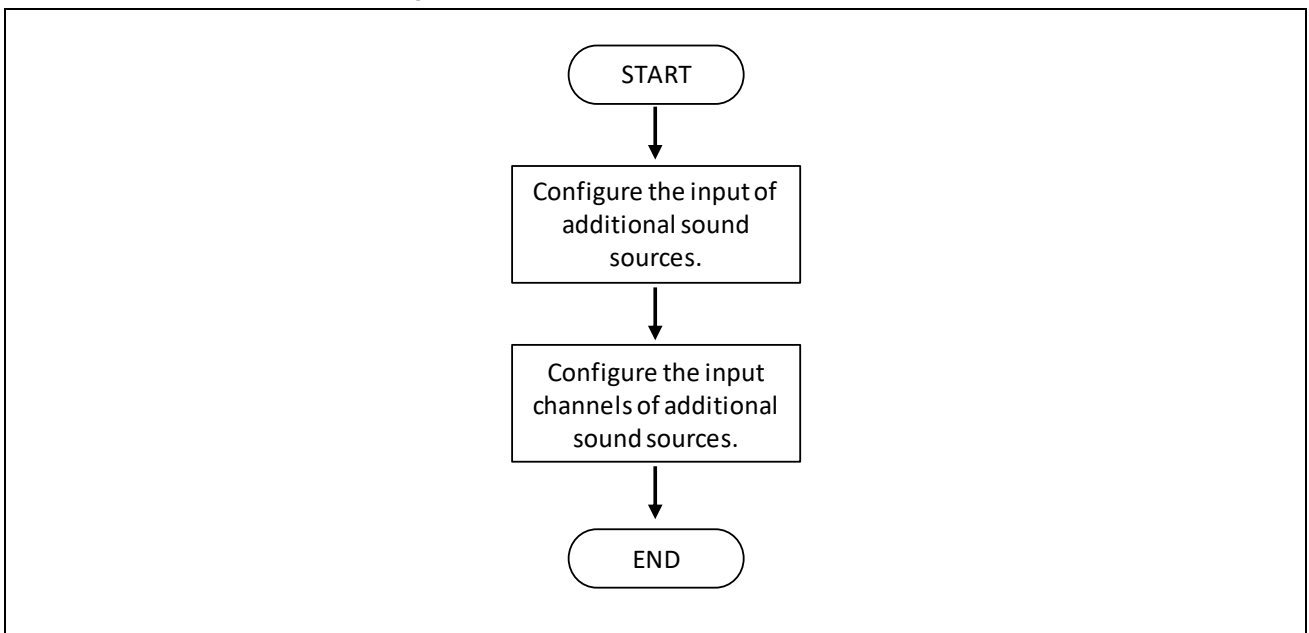 START
Configure the input of
additional sound
sources.
Configure the input
channels of additional
sound sources.
END